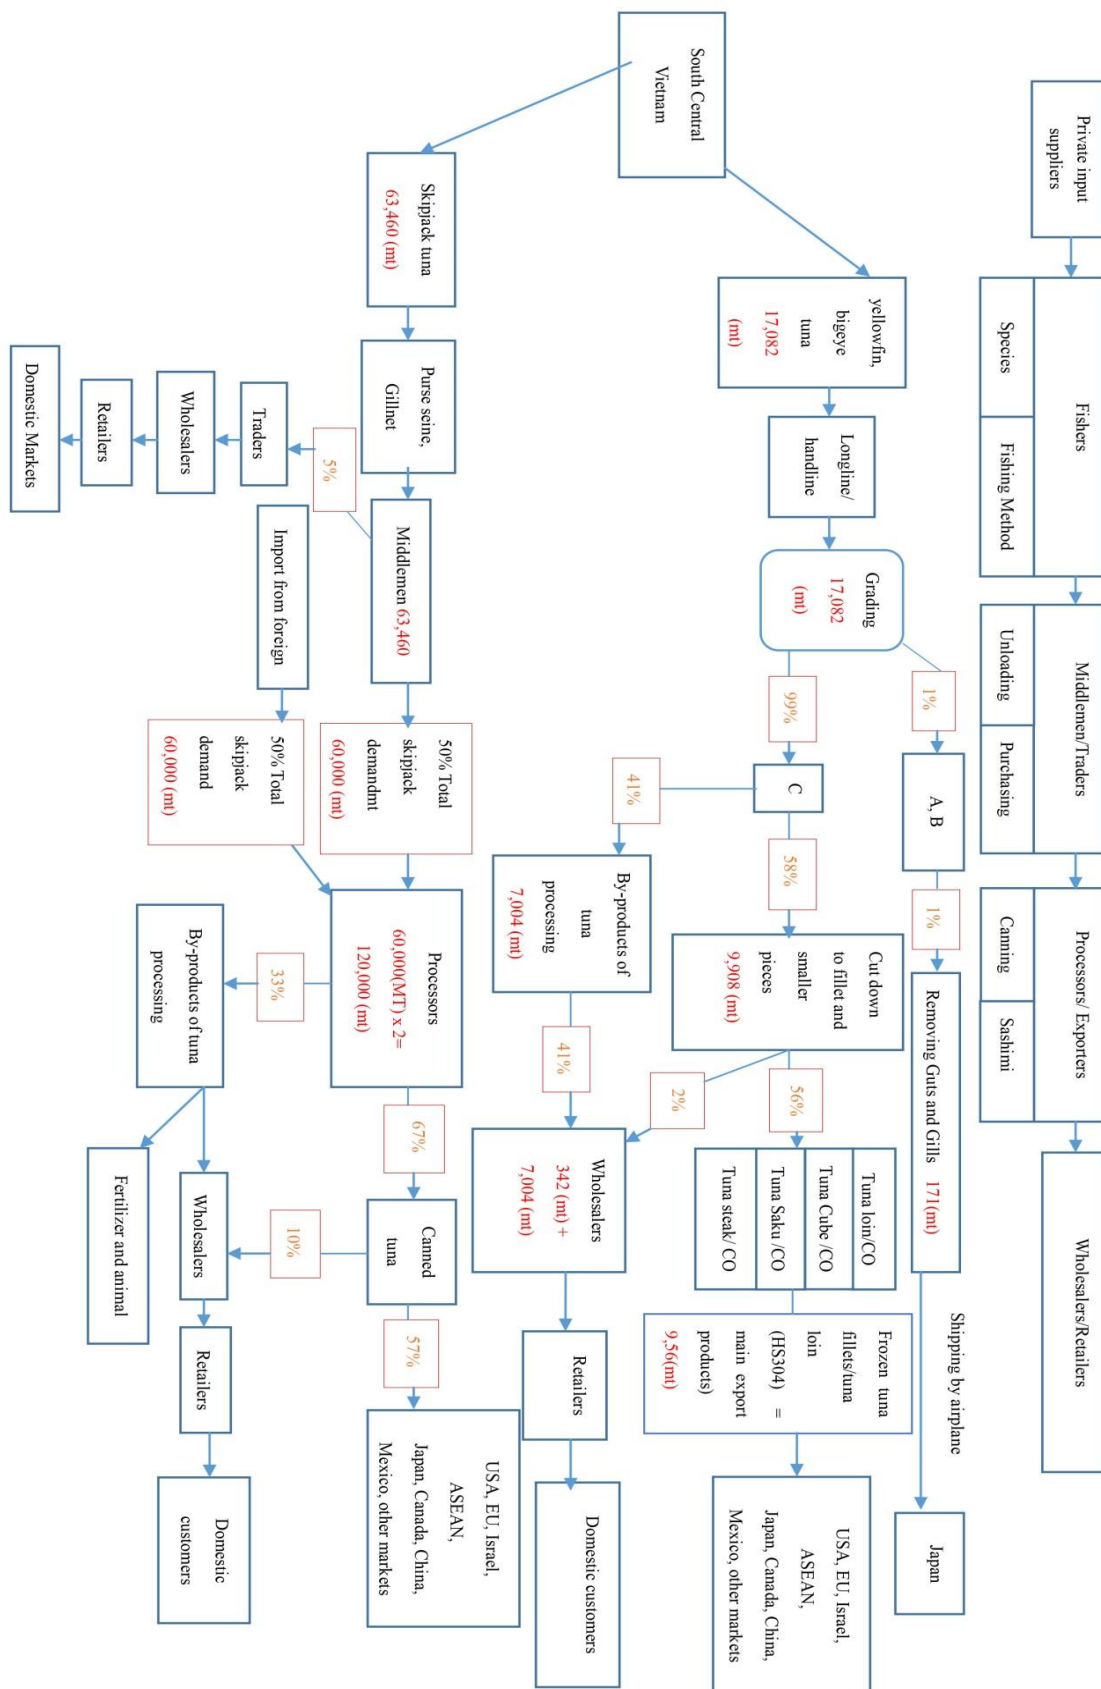 Private input
suppliers
Fishers
Species
Fishing Method
Middlemen/Traders
Unloading
Purchasing
Processors/ Exporters
Canning
Sashimi
Wholesalers/Retailers
South Central
Vietnam
yellowfin,
bigeye
tuna
17,082
(mt)
Longline/
handline
Grading
17,082
(mt)
1%
A, B
1%
Removing Guts and Gills 171(mt)
Shipping by airplane
Japan
99%
C
58%
Cut down
to fillet and
smaller
pieces
9,908 (mt)
56%
Tuna loin/CO
Tuna Cube /CO
Tuna Saku /CO
Tuna steak/ CO
Frozen tuna
fillets/tuna
loin
(HS304) =
main export
products)
9,56(mt)
USA, EU, Israel,
ASEAN,
Japan, Canada, China,
Mexico, other markets
41%
By-products of
tuna
processing
7,004 (mt)
41%
2%
Wholesalers
342 (mt) +
7,004 (mt)
Retailers
Domestic customers
Skipjack tuna
63,460 (mt)
Purse seine,
Gillnet
Middlemen 63,460
50% Total
skipjack
demandmt
60,000 (mt)
5%
Traders
Wholesalers
Retailers
Domestic Markets
Import from foreign
50% Total
skipjack
demand
60,000 (mt)
Processors
60,000(MT) x 2=
120,000 (mt)
67%
Canned
tuna
57%
USA, EU, Israel,
ASEAN,
Japan, Canada, China,
Mexico, other markets
33%
By-products of tuna
processing
10%
Wholesalers
Retailers
Domestic
customers
Fertilizer and animal